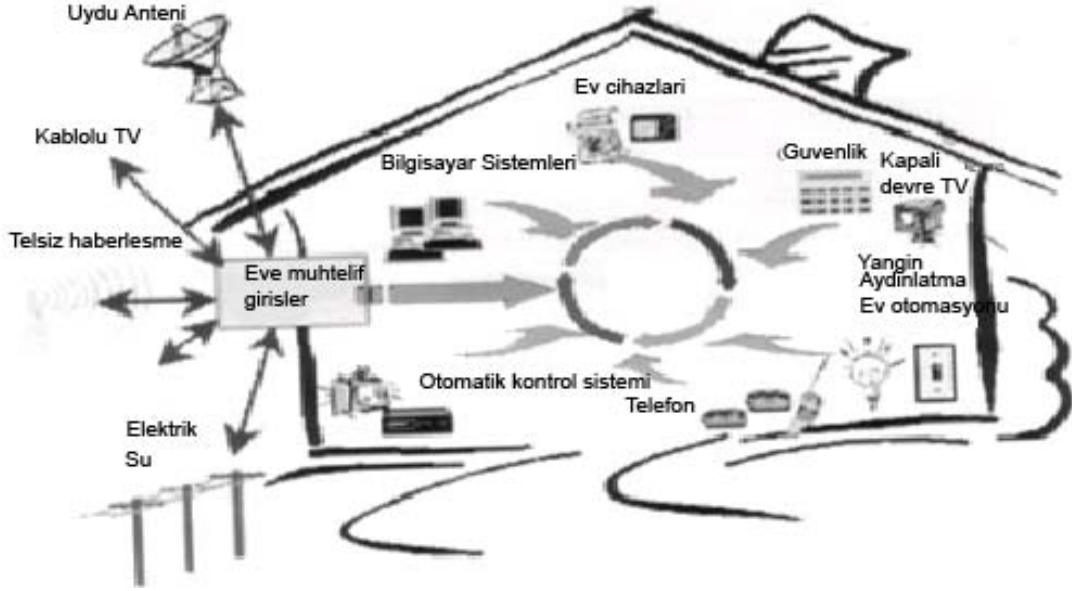 Uydu Anteni
Ev cihazlari
Kablolu TV
Bilgisayar Sistemleri
Guvenlik
Kapali
devre TV
Telsiz haberlesme
Eve muhtelif
girisler
Yangin
Aydinlatma
Ev otomasyonu
Otomatik kontrol sistemi
Telefon
Elektrik
Su